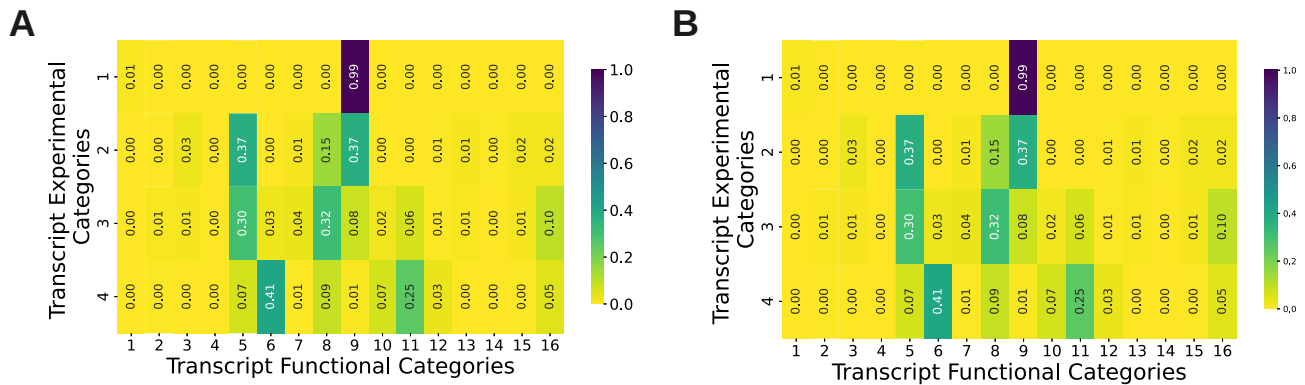 A
Transcript Experimental
Categories
1
2
3
4
0.01 0.00 0.00 0.00 0.00 0.00 0.00 0.00 0.99 0.00 0.00 0.00 0.00 0.00 0.00 0.00
0.00 0.00 0.03 0.00 0.37 0.00 0.01 0.15 0.37 0.00 0.00 0.01 0.01 0.00 0.02 0.02
0.00 0.01 0.01 0.00 0.30 0.03 0.04 0.32 0.08 0.02 0.06 0.01 0.01 0.00 0.01 0.10
0.00 0.00 0.00 0.00 0.07 0.41 0.01 0.09 0.01 0.07 0.25 0.03 0.00 0.00 0.00 0.05
1 2 3 4 5 6 7 8 9 10 11 12 13 14 15 16
Transcript Functional Categories
1.0
0.8
0.6
0.4
0.2
0.0
B
Transcript Experimental
Categories
1
2
3
4
0.01 0.00 0.00 0.00 0.00 0.00 0.00 0.00 0.99 0.00 0.00 0.00 0.00 0.00 0.00 0.00
0.00 0.00 0.03 0.00 0.37 0.00 0.01 0.15 0.37 0.00 0.00 0.00 0.01 0.00 0.02 0.02
0.00 0.01 0.01 0.00 0.30 0.03 0.04 0.32 0.08 0.02 0.06 0.01 0.01 0.00 0.01 0.10
0.00 0.00 0.00 0.00 0.07 0.41 0.01 0.09 0.01 0.07 0.25 0.03 0.00 0.00 0.00 0.05
1 2 3 4 5 6 7 8 9 10 11 12 13 14 15 16
Transcript Functional Categories
1.0
0.8
0.6
0.4
0.2
0.0